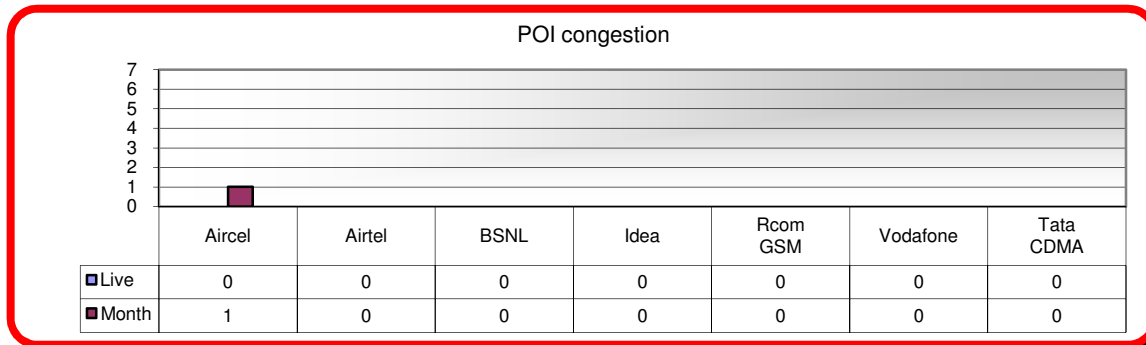 POI congestion
7
6
5
4
3
2
1
0
Aircel Airtel BSNL Idea Rcom GSM Vodafone Tata CDMA
Live 0 0 0 0 0 0 0
Month 1 0 0 0 0 0 0